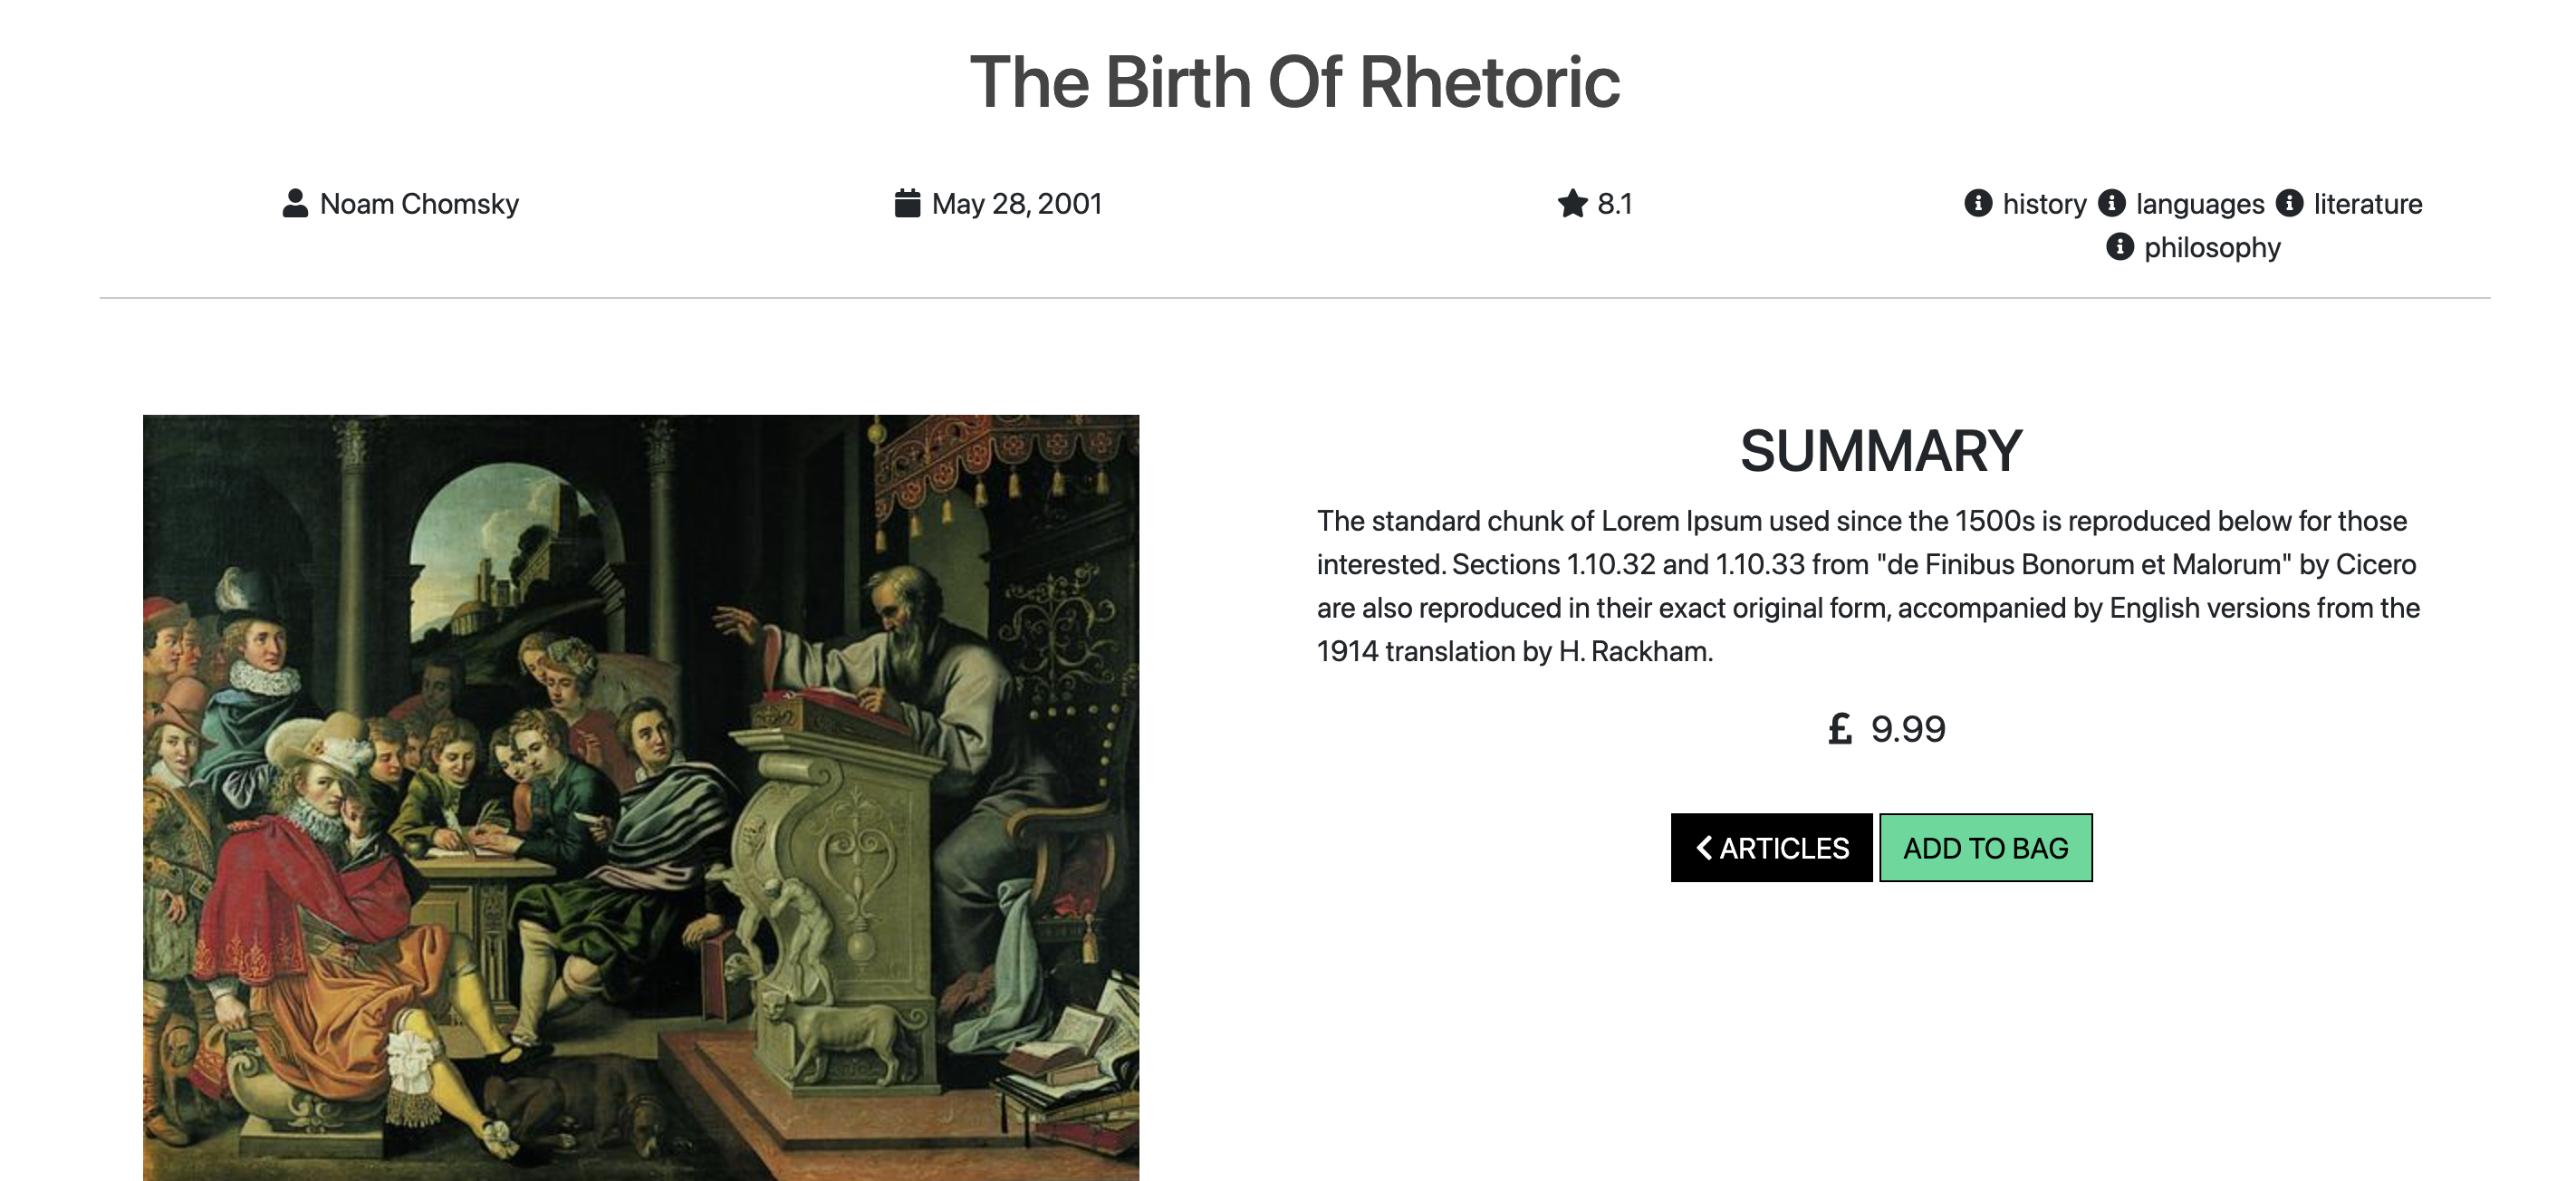 The Birth Of Rhetoric
Noam Chomsky
May 28, 2001
8.1
history languages literature
philosophy
SUMMARY
The standard chunk of Lorem Ipsum used since the 1500s is reproduced below for those
interested. Sections 1.10.32 and 1.10.33 from "de Finibus Bonorum et Malorum" by Cicero
are also reproduced in their exact original form, accompanied by English versions from the
1914 translation by H. Rackham.
£ 9.99
ARTICLES
ADD TO BAG